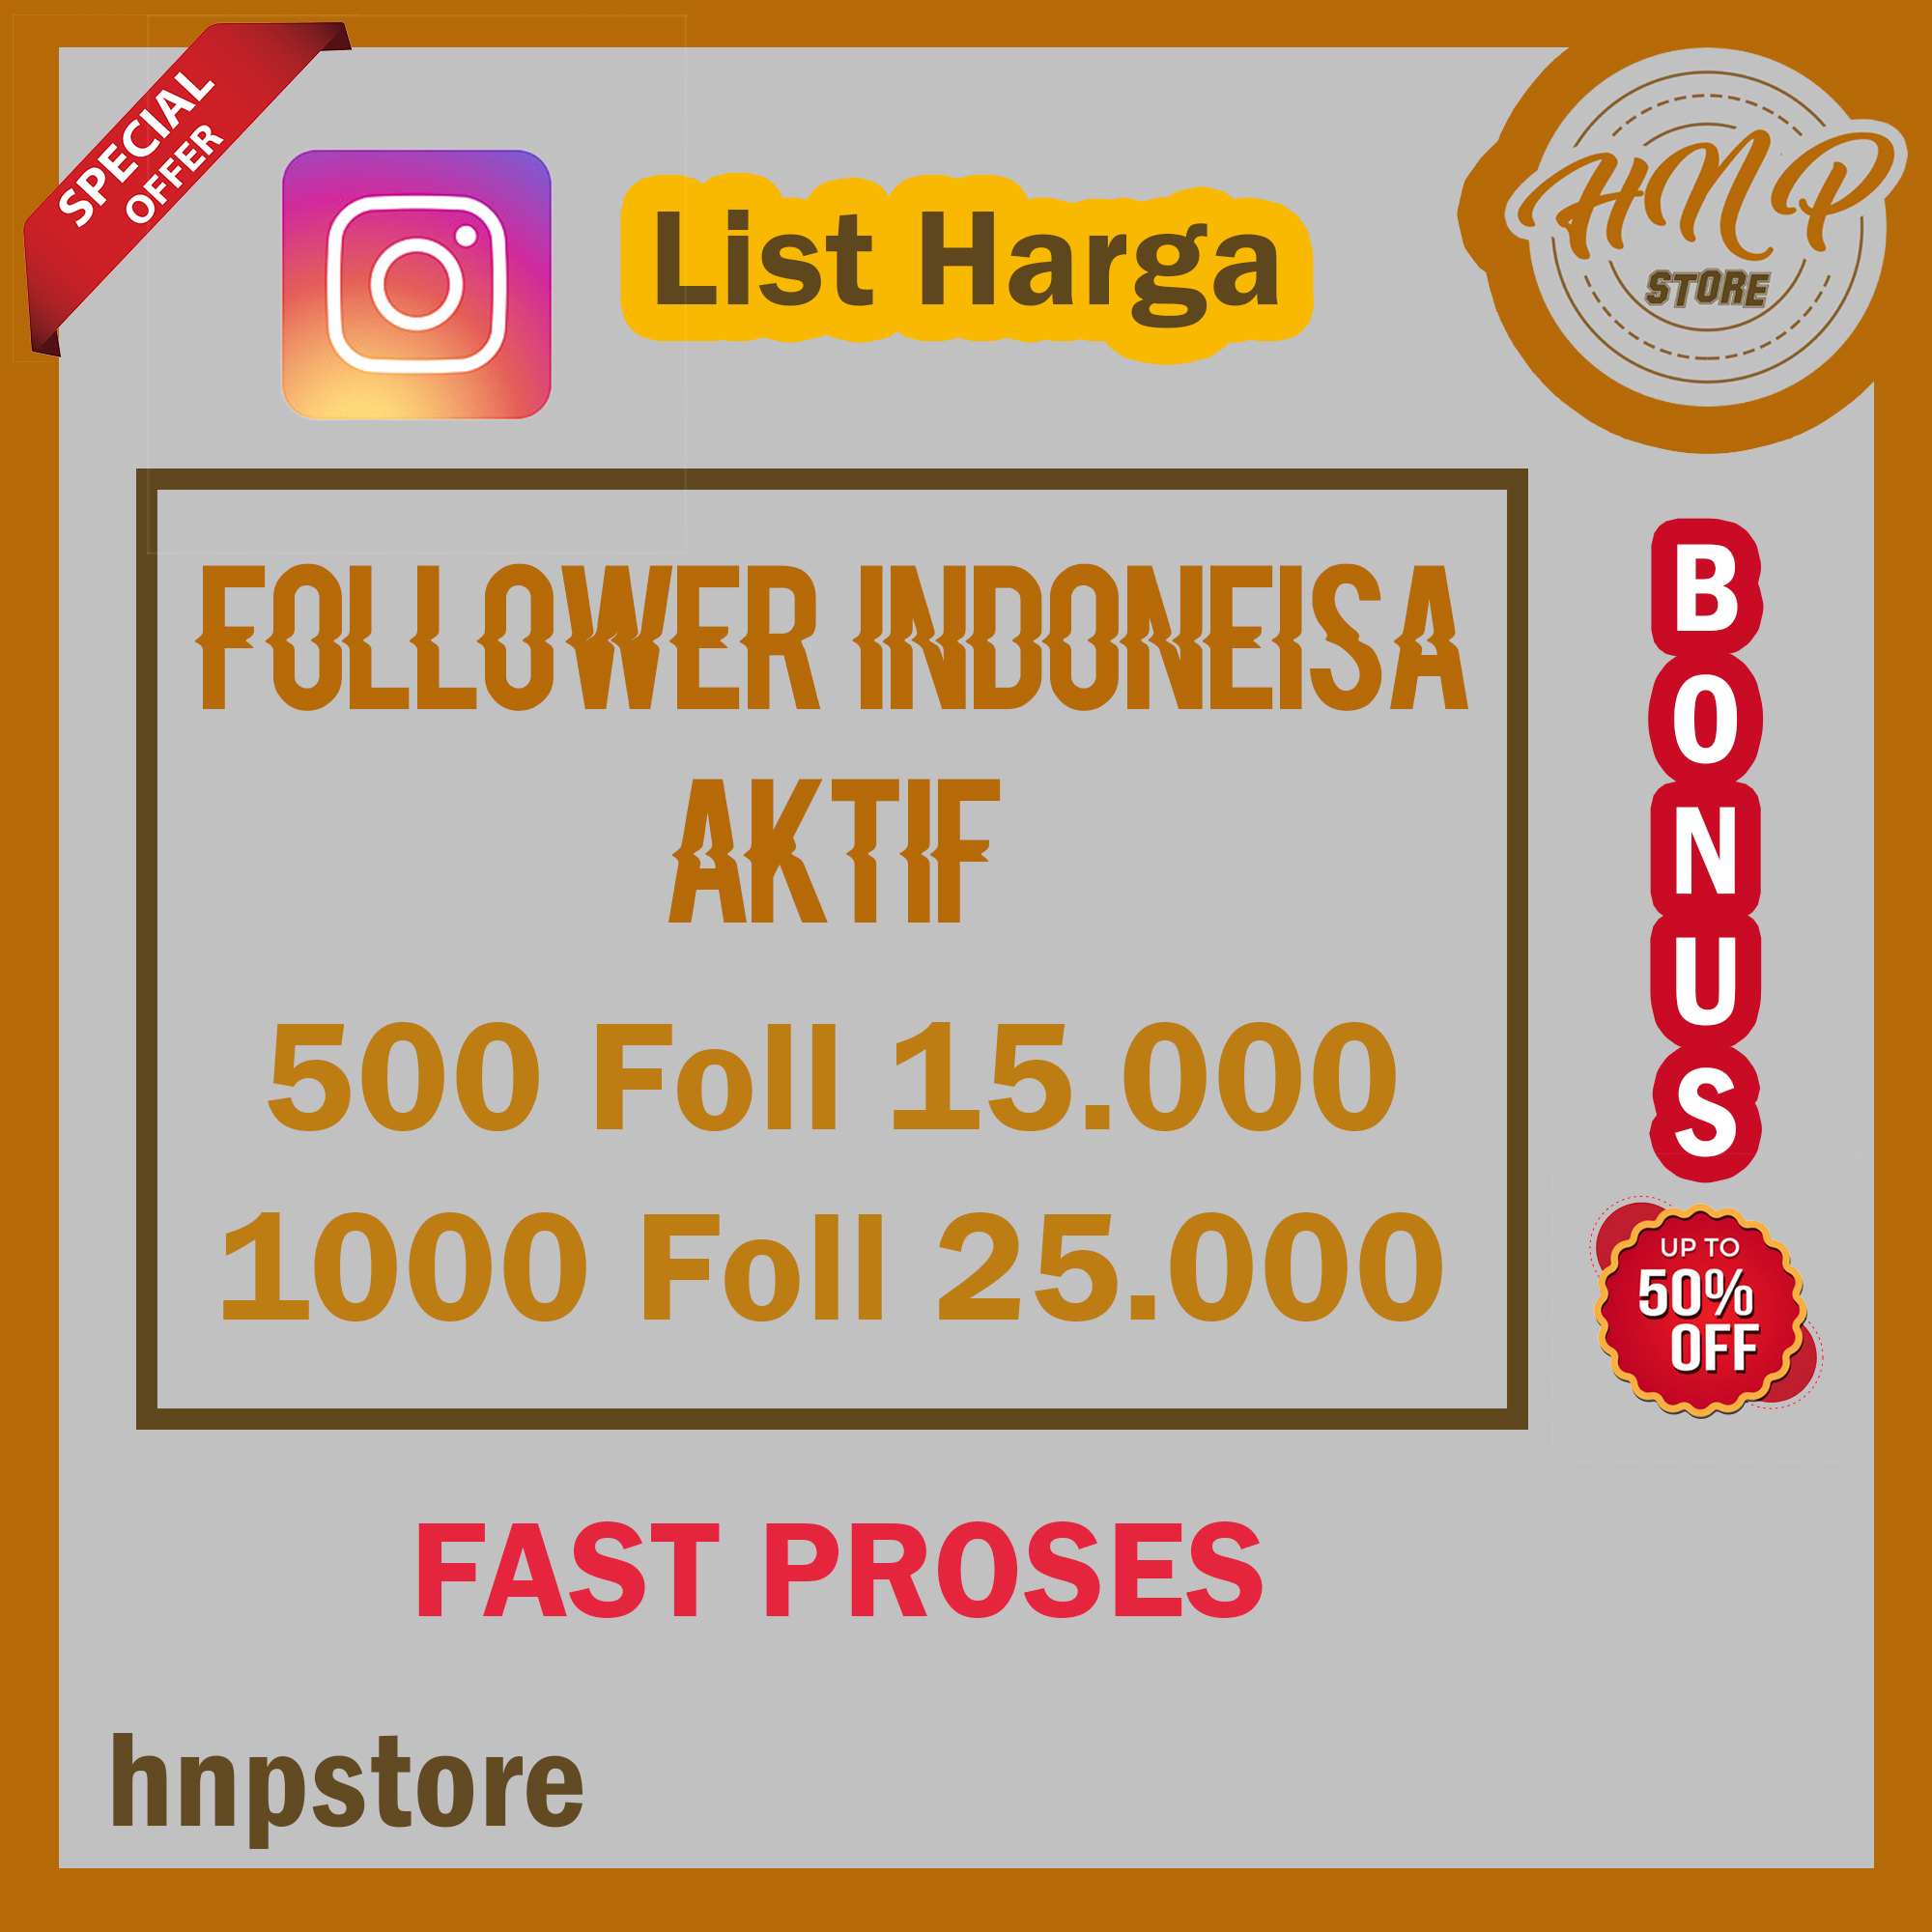 SPECIAL
OFFER
List Harga
HNP
STORE
FOLLOWER INDONEISA
AKTIF
500 Foll 15.000
1000 Foll 25.000
BONUS
UP TO
50%
OFF
FAST PROSES
hnpstore